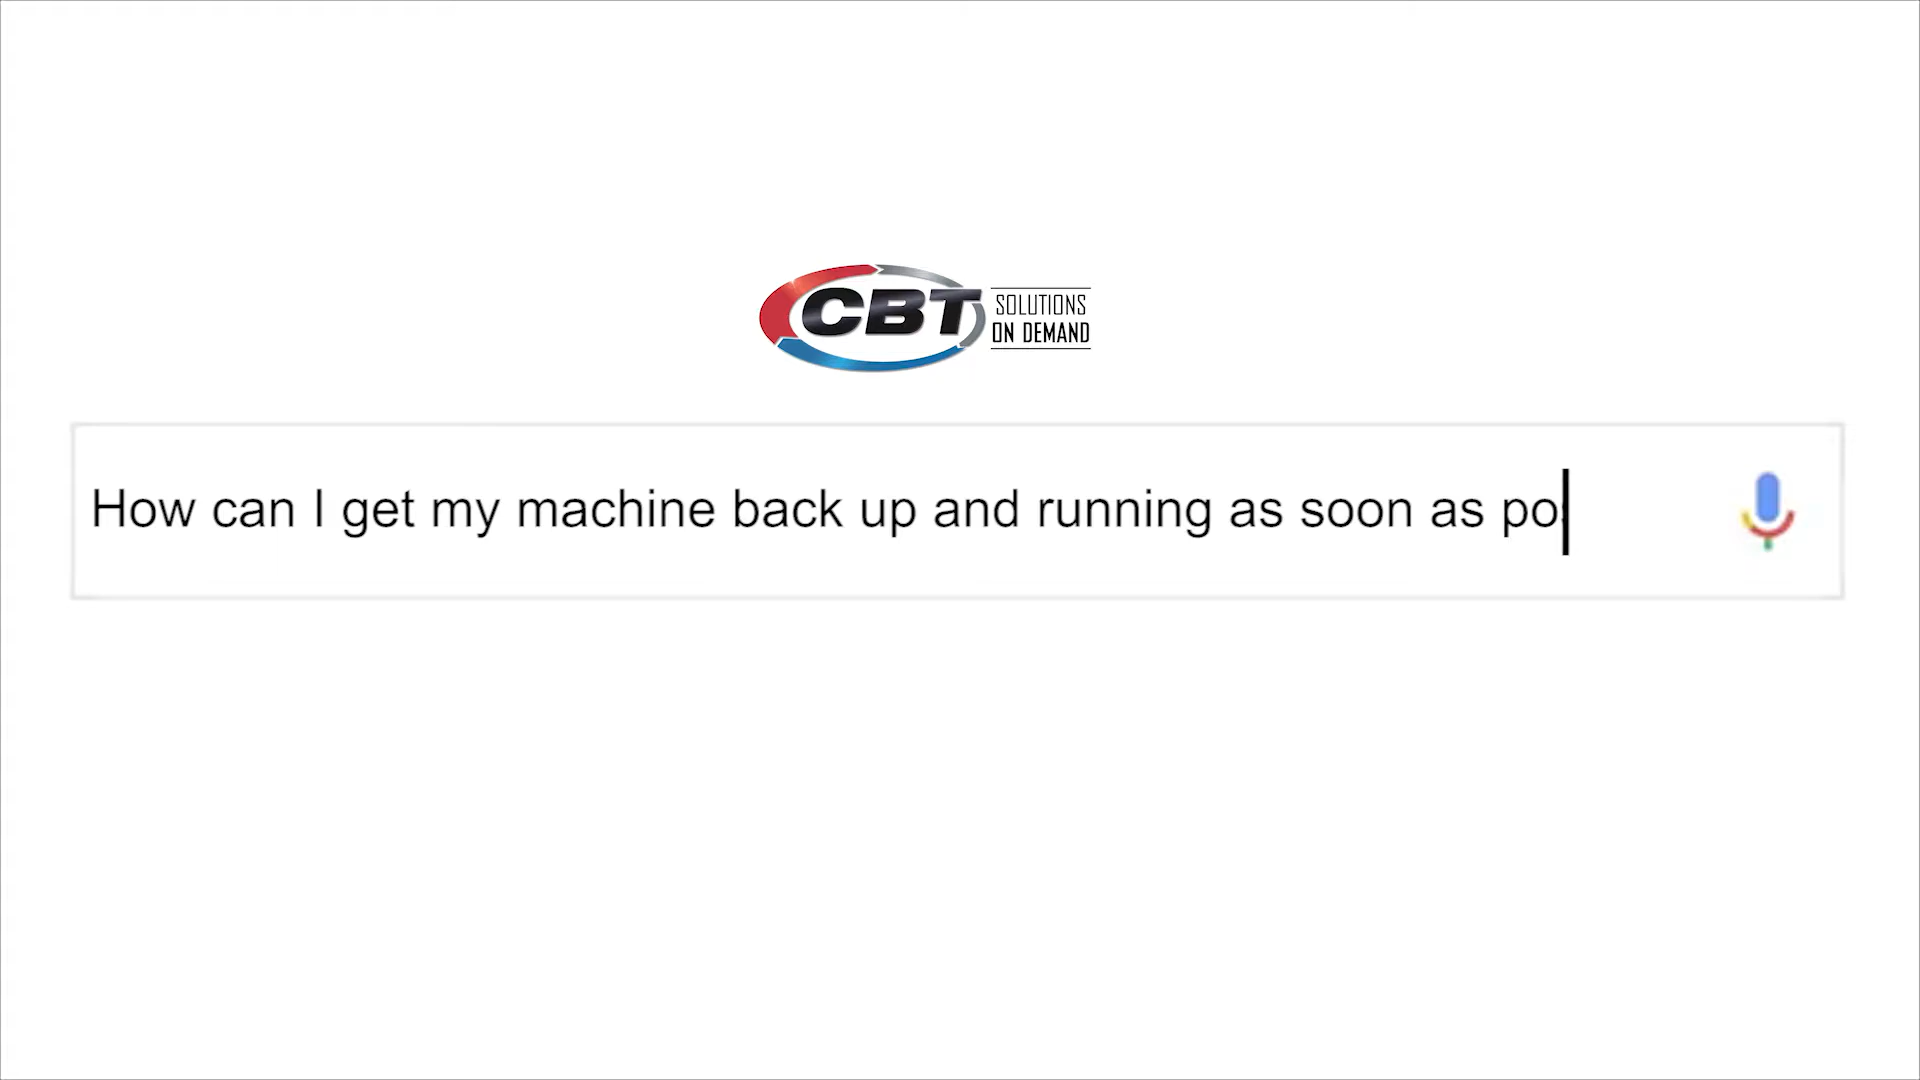 CBT
SOLUTIONS
ON DEMAND
How can I get my machine back up and running as soon as po